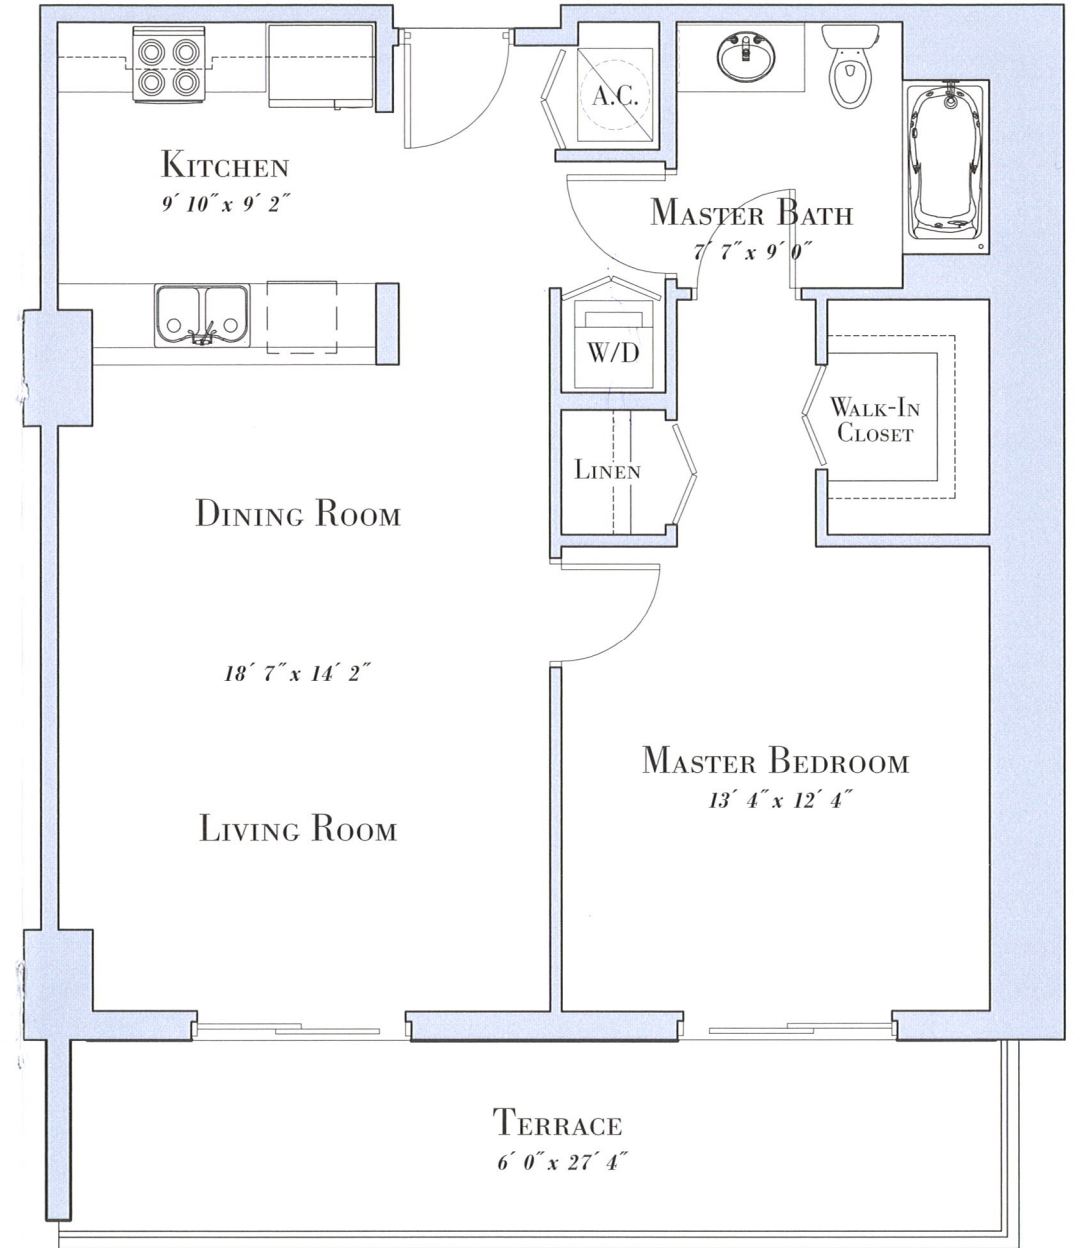 A.C.
Kitchen
9´ 10˝ x 9´ 2˝
Master Bath
7´ 7˝ x 9´ 0˝
W/D
Walk-In
Closet
Linen
Dining Room
18´ 7˝ x 14´ 2˝
Master Bedroom
13´ 4˝ x 12´ 4˝
Living Room
Terrace
6´ 0˝ x 27´ 4˝